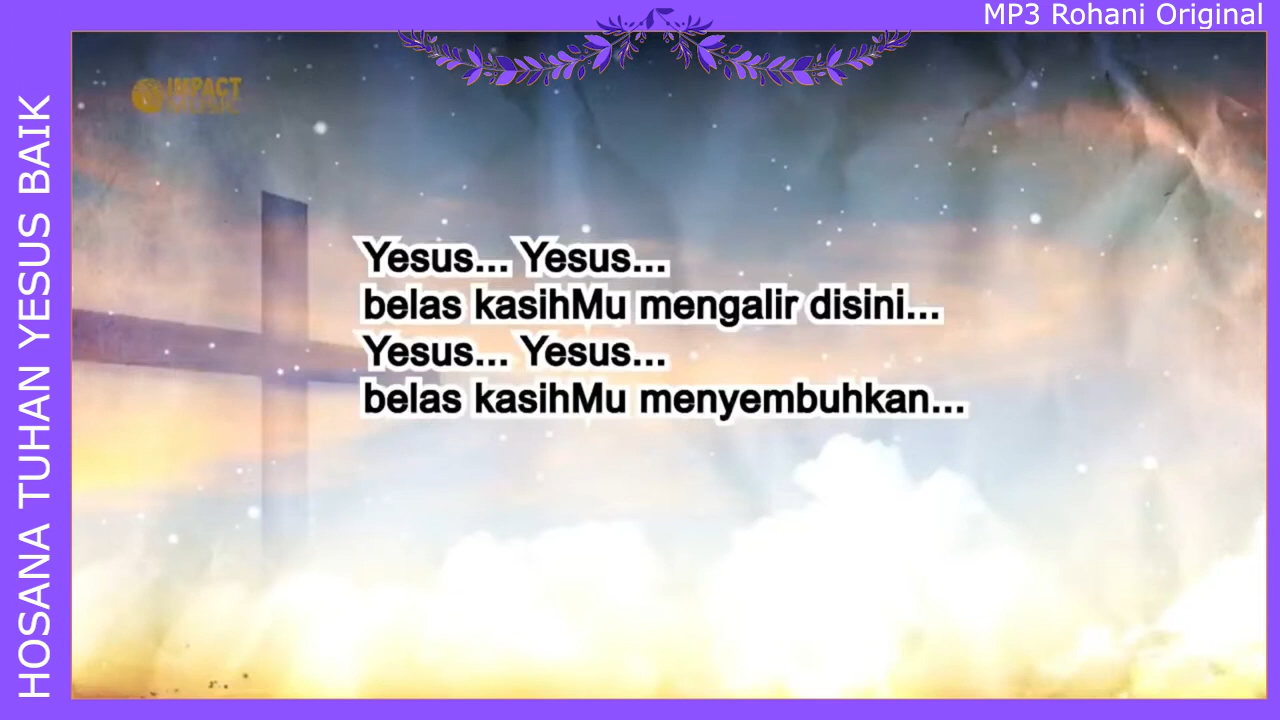 MP3 Rohani Original
HOSANA TUHAN YESUS BAIK
IMPACT
Yesus... Yesus...
belas kasihMu mengalir disini...
Yesus... Yesus...
belas kasihMu menyembuhkan...